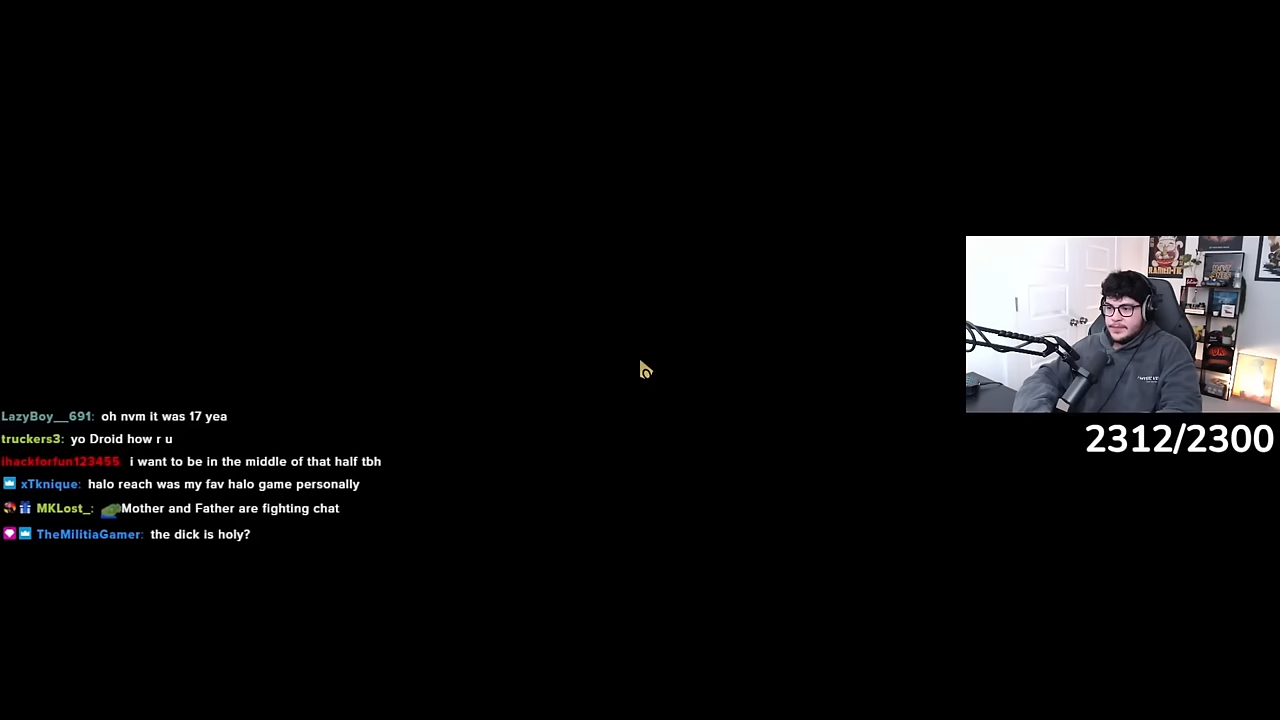 LazyBoy__691: oh nvm it was 17 yea
truckers3: yo Droid how r u
ihackforfun123455 i want to be in the middle of that half tbh
xTknique: halo reach was my fav halo game personally
MKLost_: Mother and Father are fighting chat
TheMilitiaGamer: the dick is holy?
2312/2300